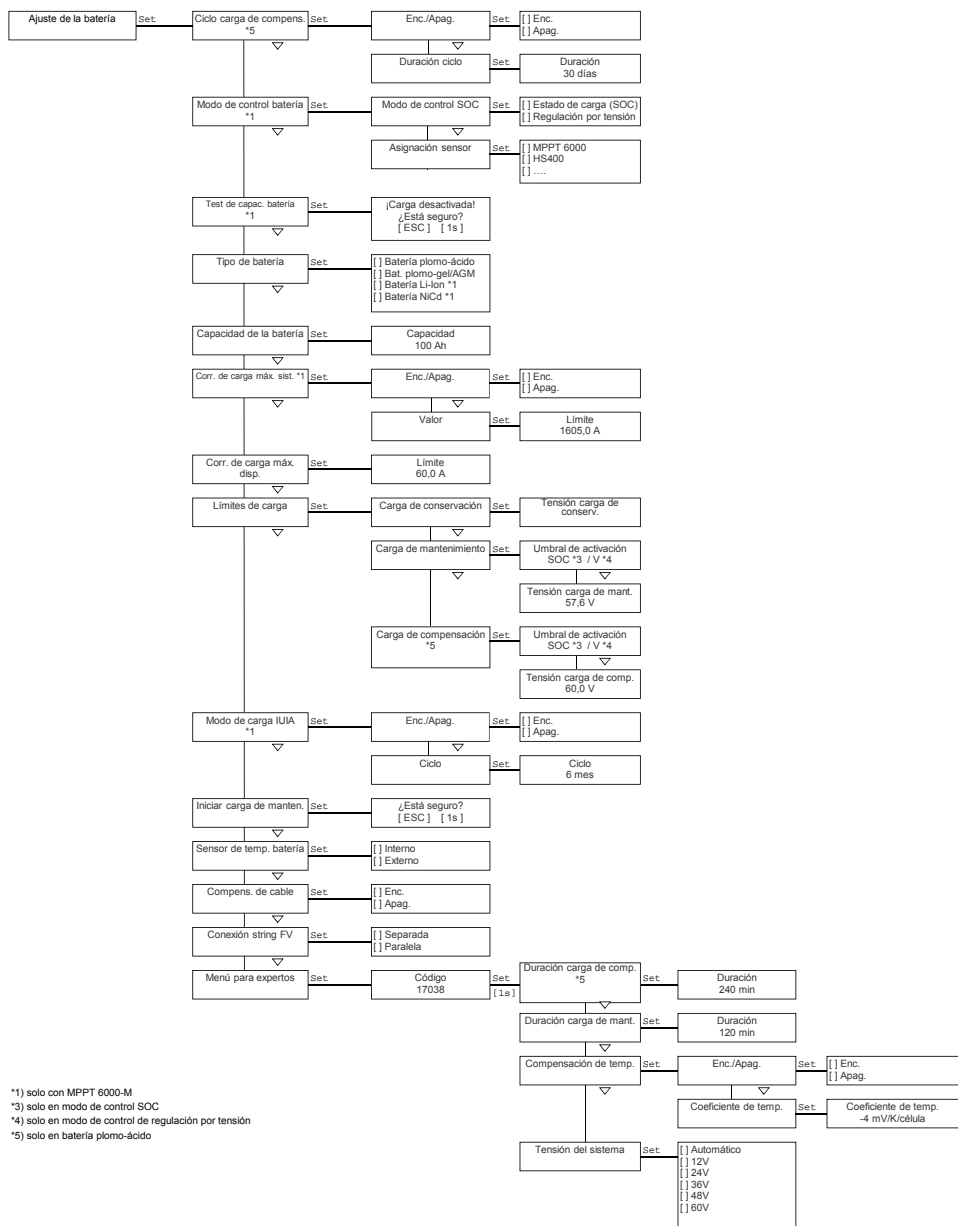 Ajuste de la batería
Set
Ciclo carga de compens.
*5
Set
Enc./Apag.
Set
[ ] Enc.
[ ] Apag.
Duración ciclo
Set
Duración
30 días
Modo de control batería
*1
Set
Modo de control SOC
Set
[ ] Estado de carga (SOC)
[ ] Regulación por tensión
Asignación sensor
Set
[ ] MPPT 6000
[ ] HS400
[ ] ....
Test de capac. batería
*1
Set
¡Carga desactivada!
¿Está seguro?
[ ESC ] [ 1s ]
Tipo de batería
Set
[ ] Batería plomo-ácido
[ ] Bat. plomo-gel/AGM
[ ] Batería Li-Ion *1
[ ] Batería NiCd *1
Capacidad de la batería
Set
Capacidad
100 Ah
Corr. de carga máx. sist. *1
Set
Enc./Apag.
Set
[ ] Enc.
[ ] Apag.
Valor
Set
Límite
1605,0 A
Corr. de carga máx.
disp.
Set
Límite
60,0 A
Límites de carga
Set
Carga de conservación
Set
Tensión carga de
conserv.
Carga de mantenimiento
Set
Umbral de activación
SOC *3 / V *4
Tensión carga de mant.
57,6 V
Carga de compensación
*5
Set
Umbral de activación
SOC *3 / V *4
Tensión carga de comp.
60,0 V
Modo de carga IUIA
*1
Set
Enc./Apag.
Set
[ ] Enc.
[ ] Apag.
Ciclo
Set
Ciclo
6 mes
Iniciar carga de manten.
Set
¿Está seguro?
[ ESC ] [ 1s ]
Sensor de temp. batería
Set
[ ] Interno
[ ] Externo
Compens. de cable
Set
[ ] Enc.
[ ] Apag.
Conexión string FV
Set
[ ] Separada
[ ] Paralela
Menú para expertos
Set
Código
17038
Set
[1s]
Duración carga de comp.
*5
Set
Duración
240 min
Duración carga de mant.
Set
Duración
120 min
Compensación de temp.
Set
Enc./Apag.
Set
[ ] Enc.
[ ] Apag.
Coeficiente de temp.
Set
Coeficiente de temp.
-4 mV/K/célula
Tensión del sistema
Set
[ ] Automático
[ ] 12V
[ ] 24V
[ ] 36V
[ ] 48V
[ ] 60V
*1) solo con MPPT 6000-M
*3) solo en modo de control SOC
*4) solo en modo de control de regulación por tensión
*5) solo en batería plomo-ácido